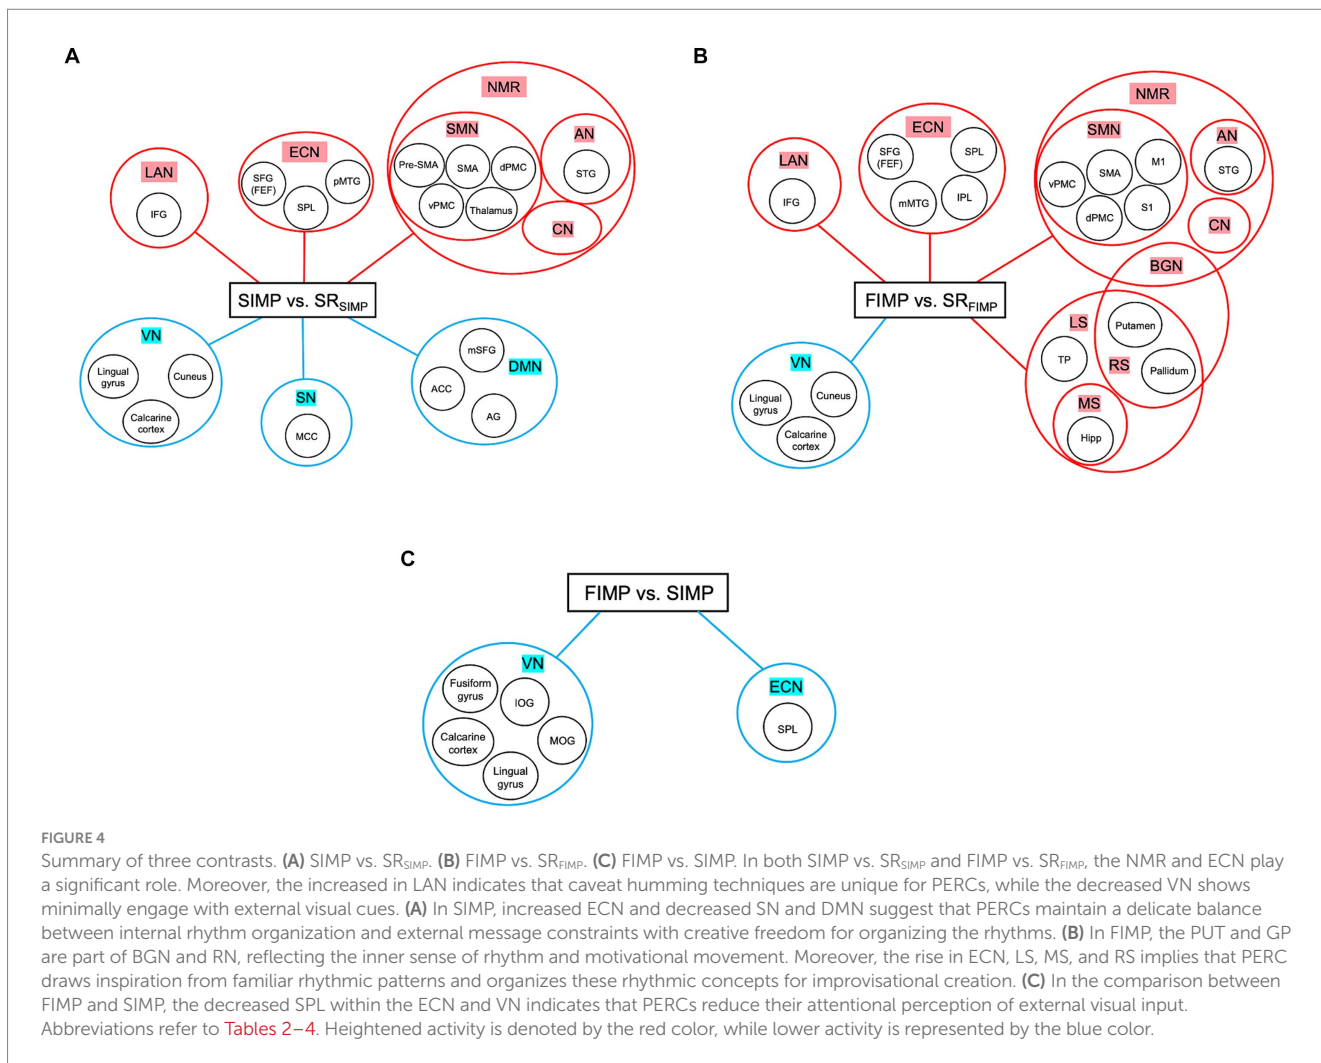 A
NMR
SMN
Pre-SMA
SMA
dPMC
vPMC
Thalamus
AN
STG
CN
ECN
SFG
(FEF)
pMTG
SPL
LAN
IFG
SIMP vs. SRSIMP
VN
Lingual
gyrus
Cuneus
Calcarine
cortex
SN
MCC
mSFG
DMN
ACC
AG
B
NMR
SMN
M1
SMA
vPMC
S1
dPMC
AN
STG
CN
BGN
ECN
SFG
(FEF)
SPL
mMTG
IPL
LAN
IFG
FIMP vs. SRFIMP
LS
Putamen
TP
RS
Pallidum
MS
Hipp
VN
Lingual
gyrus
Cuneus
Calcarine
cortex
C
FIMP vs. SIMP
VN
Fusiform
gyrus
IOG
Calcarine
cortex
MOG
Lingual
gyrus
ECN
SPL
FIGURE 4
Summary of three contrasts. (A) SIMP vs. SRSIMP. (B) FIMP vs. SRFIMP. (C) FIMP vs. SIMP. In both SIMP vs. SRSIMP and FIMP vs. SRFIMP, the NMR and ECN play
a significant role. Moreover, the increased in LAN indicates that caveat humming techniques are unique for PERCs, while the decreased VN shows
minimally engage with external visual cues. (A) In SIMP, increased ECN and decreased SN and DMN suggest that PERCs maintain a delicate balance
between internal rhythm organization and external message constraints with creative freedom for organizing the rhythms. (B) In FIMP, the PUT and GP
are part of BGN and RN, reflecting the inner sense of rhythm and motivational movement. Moreover, the rise in ECN, LS, MS, and RS implies that PERC
draws inspiration from familiar rhythmic patterns and organizes these rhythmic concepts for improvisational creation. (C) In the comparison between
FIMP and SIMP, the decreased SPL within the ECN and VN indicates that PERCs reduce their attentional perception of external visual input.
Abbreviations refer to Tables 2–4. Heightened activity is denoted by the red color, while lower activity is represented by the blue color.